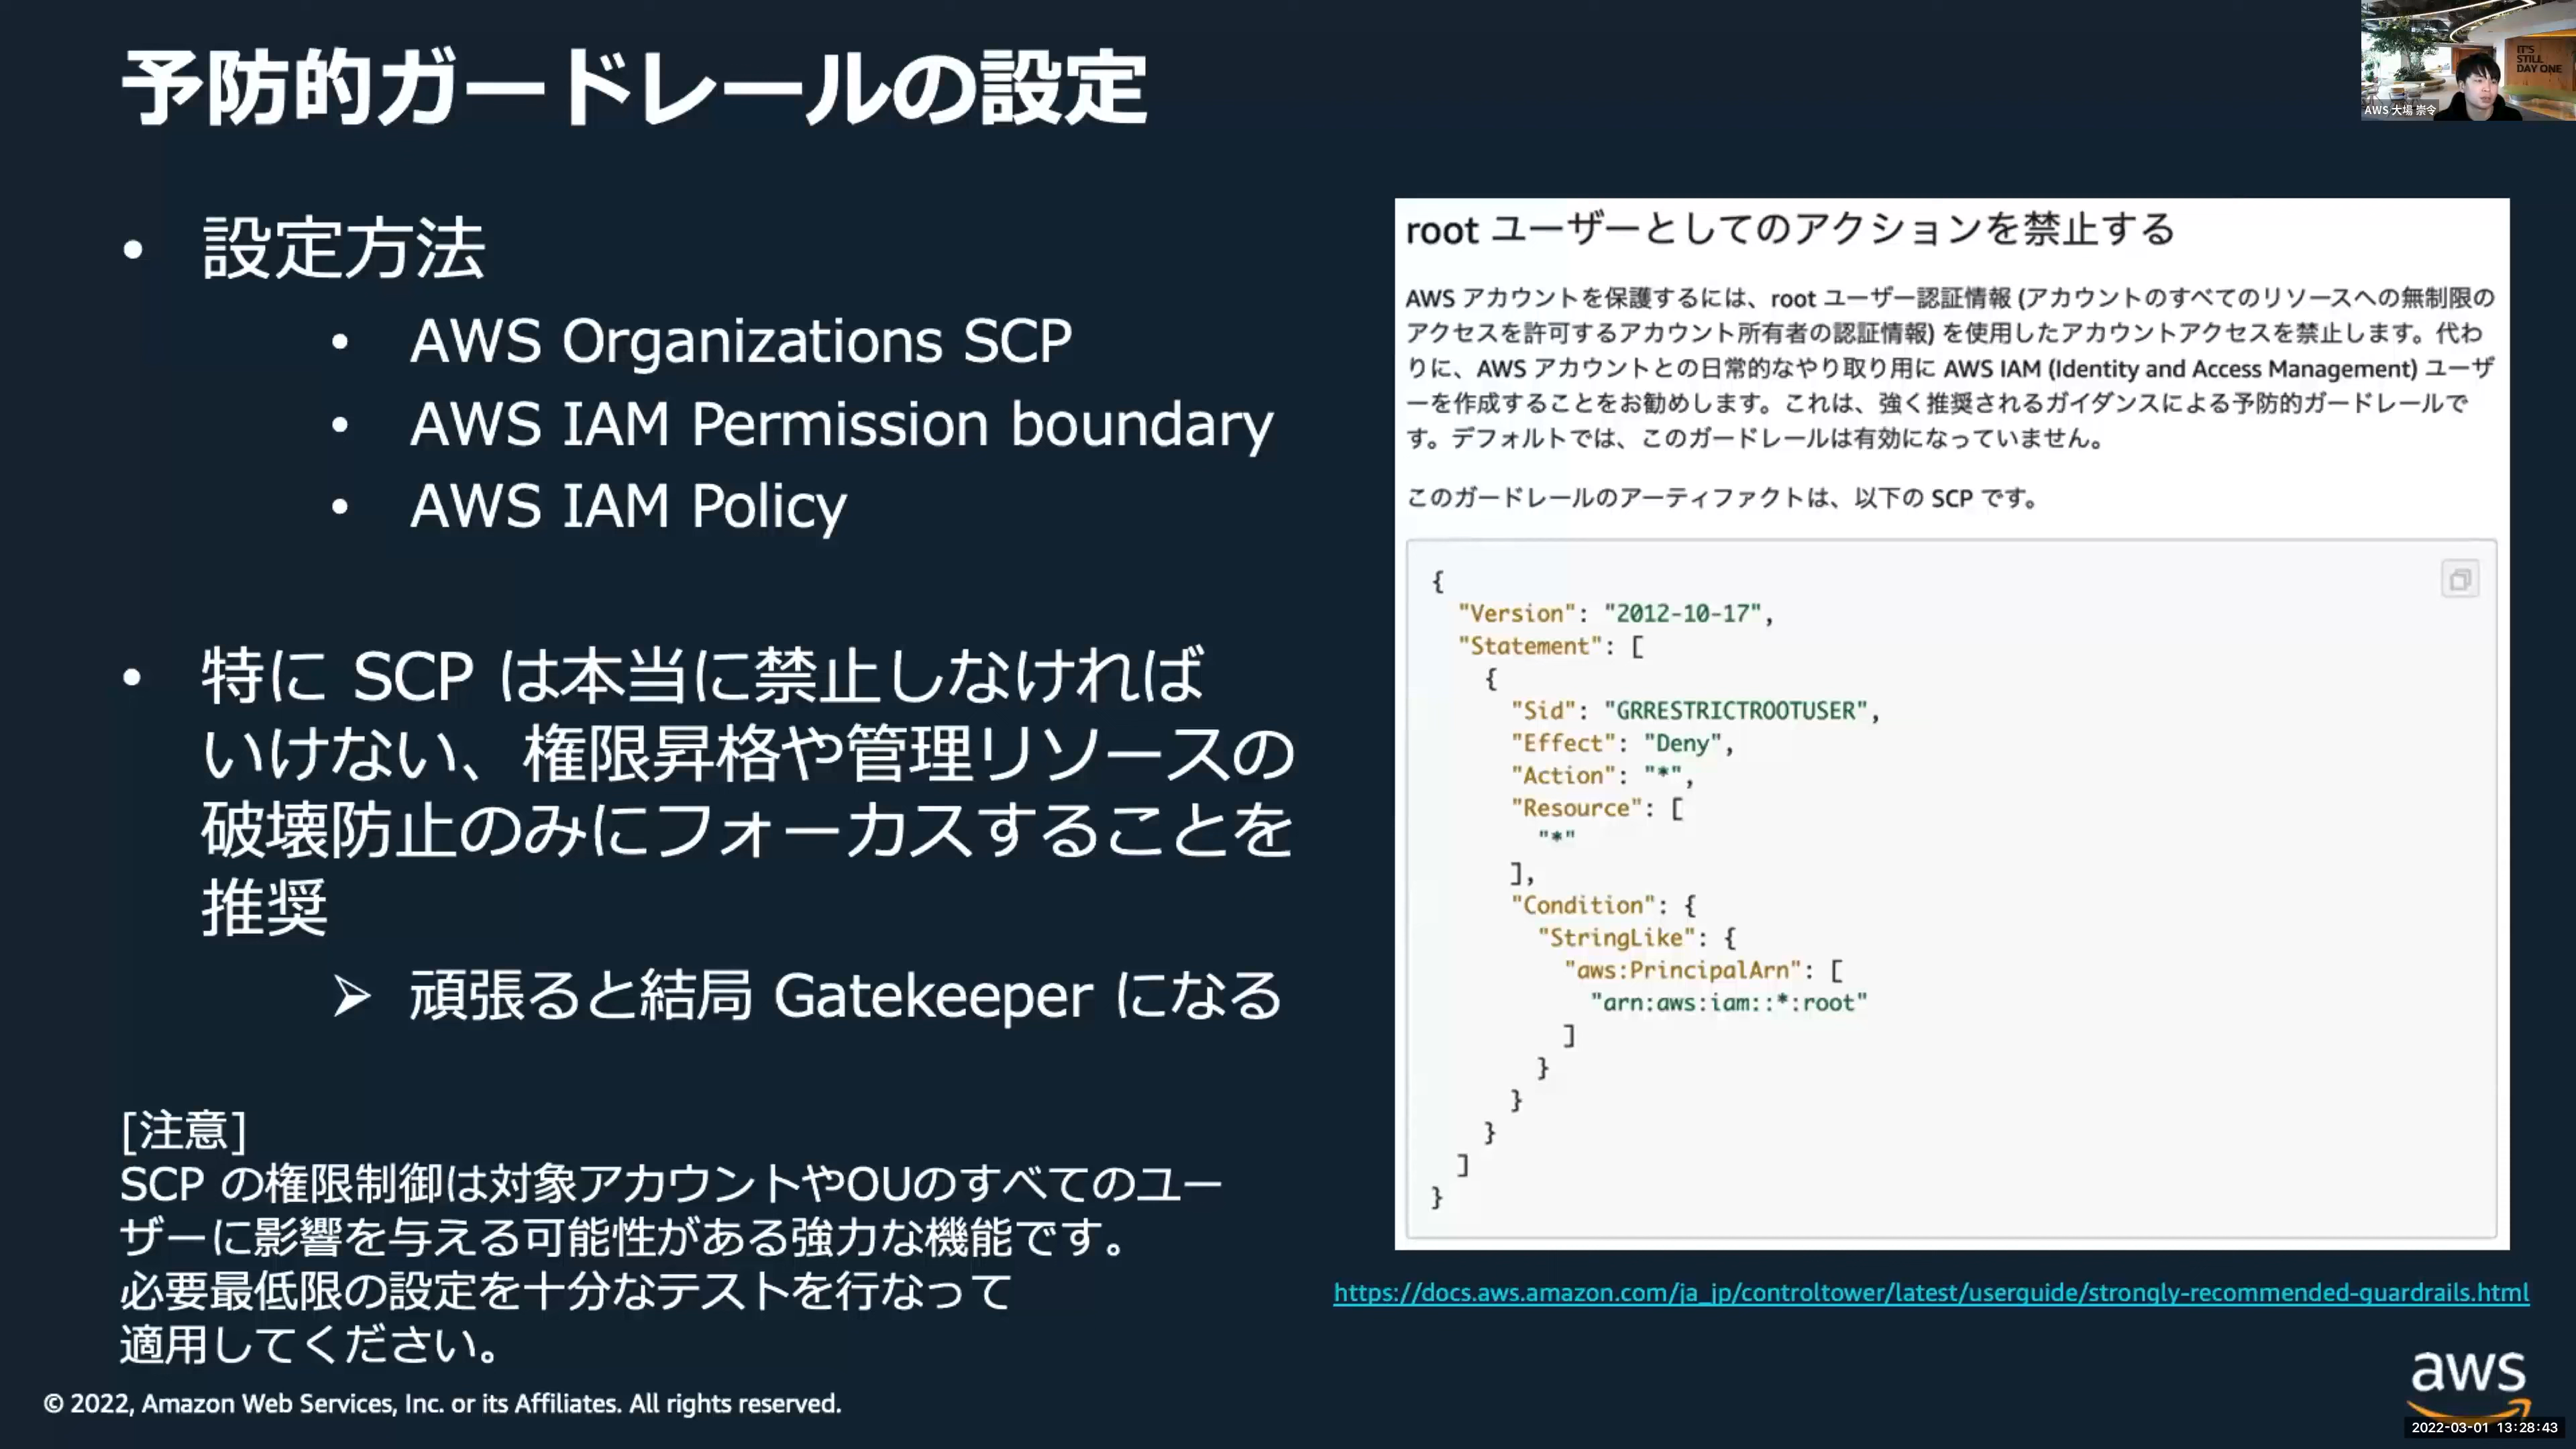 予防的ガードレールの設定
IT'S
STILL
DAY ONE
AWS 大場 崇令
• 設定方法
• AWS Organizations SCP
• AWS IAM Permission boundary
• AWS IAM Policy
• 特に SCP は本当に禁止しなければ
いけない、権限昇格や管理リソースの
破壊防止のみにフォーカスすることを
推奨
➢ 頑張ると結局 Gatekeeper になる
[注意]
SCP の権限制御は対象アカウントやOUのすべてのユー
ザーに影響を与える可能性がある強力な機能です。
必要最低限の設定を十分なテストを行なって
適用してください。
root ユーザーとしてのアクションを禁止する
AWS アカウントを保護するには、root ユーザー認証情報 (アカウントのすべてのリソースへの無制限の
アクセスを許可するアカウント所有者の認証情報) を使用したアカウントアクセスを禁止します。代わ
りに、AWS アカウントとの日常的なやり取り用に AWS IAM (Identity and Access Management) ユーザ
ーを作成することをお勧めします。これは、強く推奨されるガイダンスによる予防的ガードレールで
す。デフォルトでは、このガードレールは有効になっていません。
このガードレールのアーティファクトは、以下の SCP です。
{
"Version": "2012-10-17",
"Statement": [
{
"Sid": "GRRESTRICTROOTUSER",
"Effect": "Deny",
"Action": "*",
"Resource": [
"*"
],
"Condition": {
"StringLike": {
"aws:PrincipalArn": [
"arn:aws:iam::*:root"
]
}
}
}
]
}
https://docs.aws.amazon.com/ja_jp/controltower/latest/userguide/strongly-recommended-guardrails.html
© 2022, Amazon Web Services, Inc. or its Affiliates. All rights reserved.
aws
2022-03-01 13:28:43